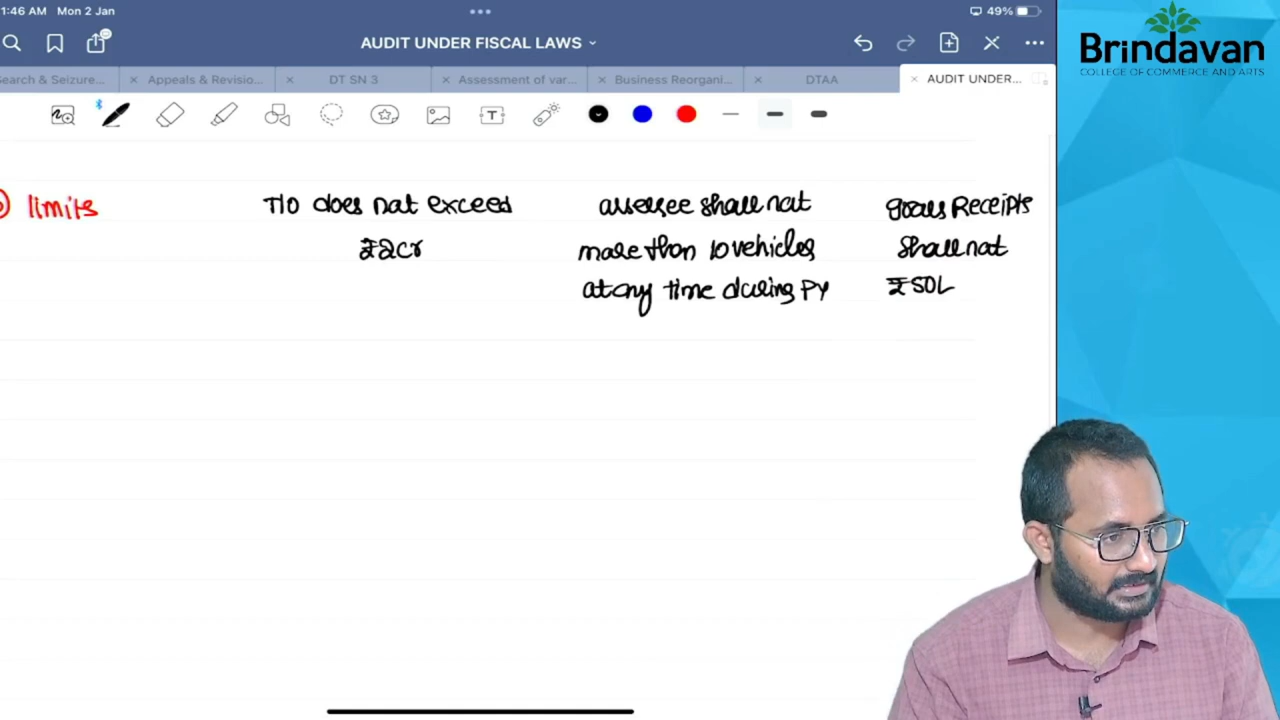 1:46 AM Mon 2 Jan
49%
AUDIT UNDER FISCAL LAWS
Brindavan
COLLEGE OF COMMERCE AND ARTS
earch & Seizure...
Appeals & Revisio...
DT SN 3
Assessment of var...
Business Reorgani...
DTAA
AUDIT UNDER...
limits
T/O does not exceed
₹2cr
assessee shall not
more than 10 vehicles
at any time during PY
gross Receipts
shall not
₹50L